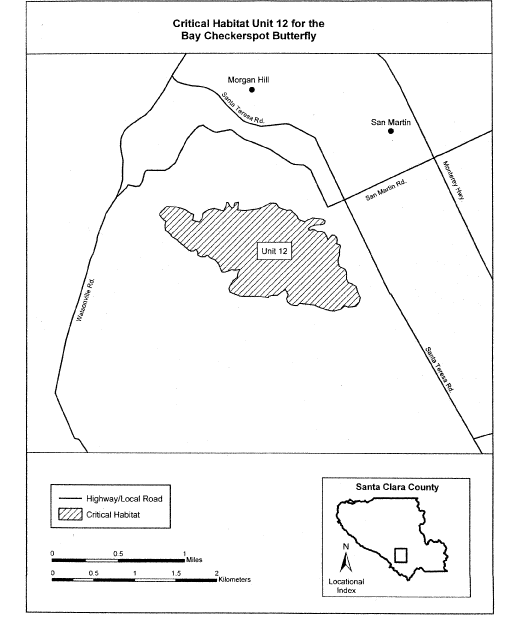 Critical Habitat Unit 12 for the
Bay Checkerspot Butterfly
Morgan Hill
Santa Teresa Rd.
San Martin
San Martin Rd.
Monterey Hwy
Unit 12
Watsonville Rd.
Santa Teresa Rd.
Highway/Local Road
Critical Habitat
0 0.5 1
Miles
0 0.5 1 1.5 2
Kilometers
Santa Clara County
N
Locational
Index